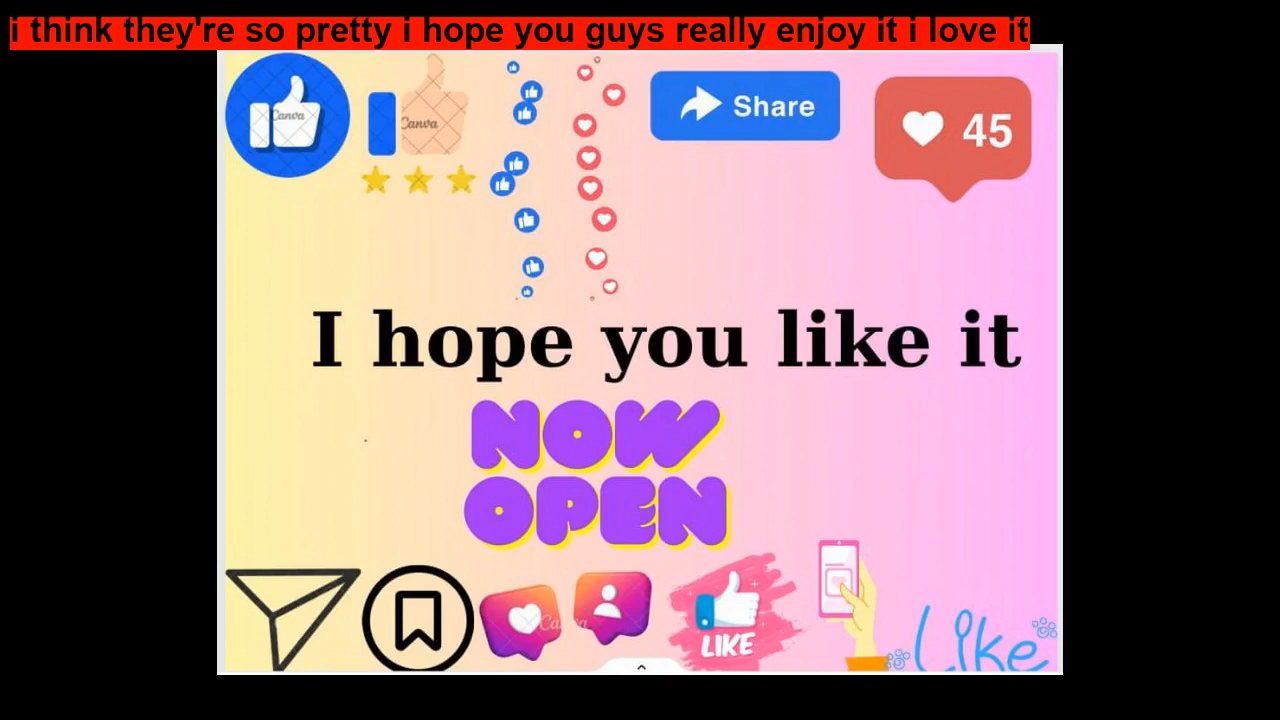 i think they're so pretty i hope you guys really enjoy it i love it
Canva
Canva
Share
45
I hope you like it
NOW
OPEN
Canva
LIKE
Like